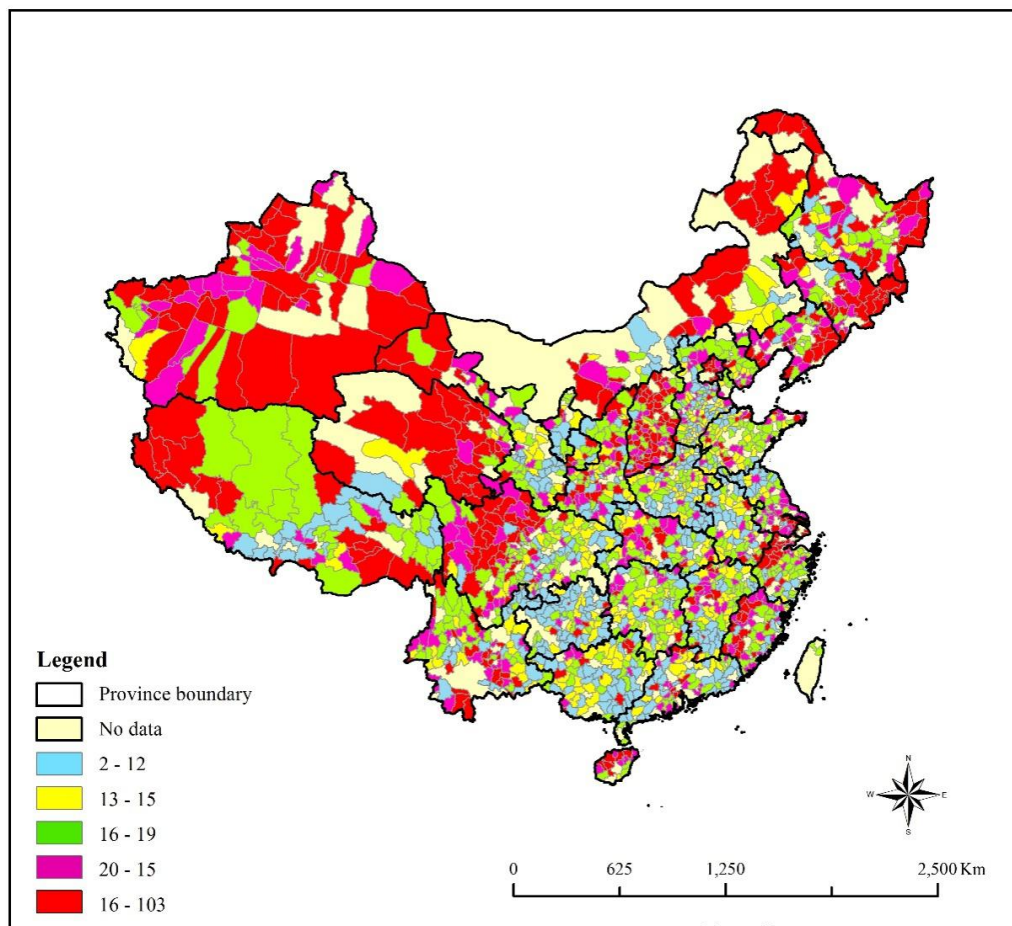 Legend
Province boundary
No data
2 - 12
13 - 15
16 - 19
20 - 15
16 - 103
N
W E
S
0 625 1,250 2,500 Km